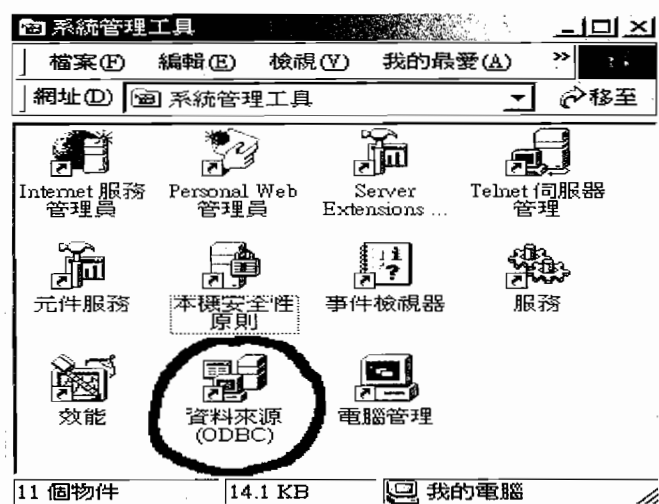 系統管理工具
檔案(F) 編輯(E) 檢視(V) 我的最愛(A) »
網址(D) 系統管理工具 移至
Internet 服務
管理員
Personal Web
管理員
Server
Extensions ...
Telnet 伺服器
管理
元件服務
本機安全性
原則
事件檢視器
服務
效能
資料來源
(ODBC)
電腦管理
11 個物件 14.1 KB 我的電腦